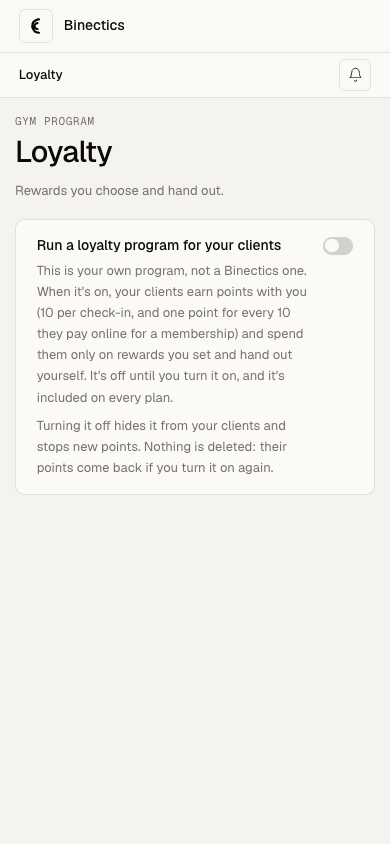 Binectics
Loyalty
GYM PROGRAM
Loyalty
Rewards you choose and hand out.
Run a loyalty program for your clients
This is your own program, not a Binectics one.
When it's on, your clients earn points with you
(10 per check-in, and one point for every 10
they pay online for a membership) and spend
them only on rewards you set and hand out
yourself. It's off until you turn it on, and it's
included on every plan.
Turning it off hides it from your clients and
stops new points. Nothing is deleted: their
points come back if you turn it on again.